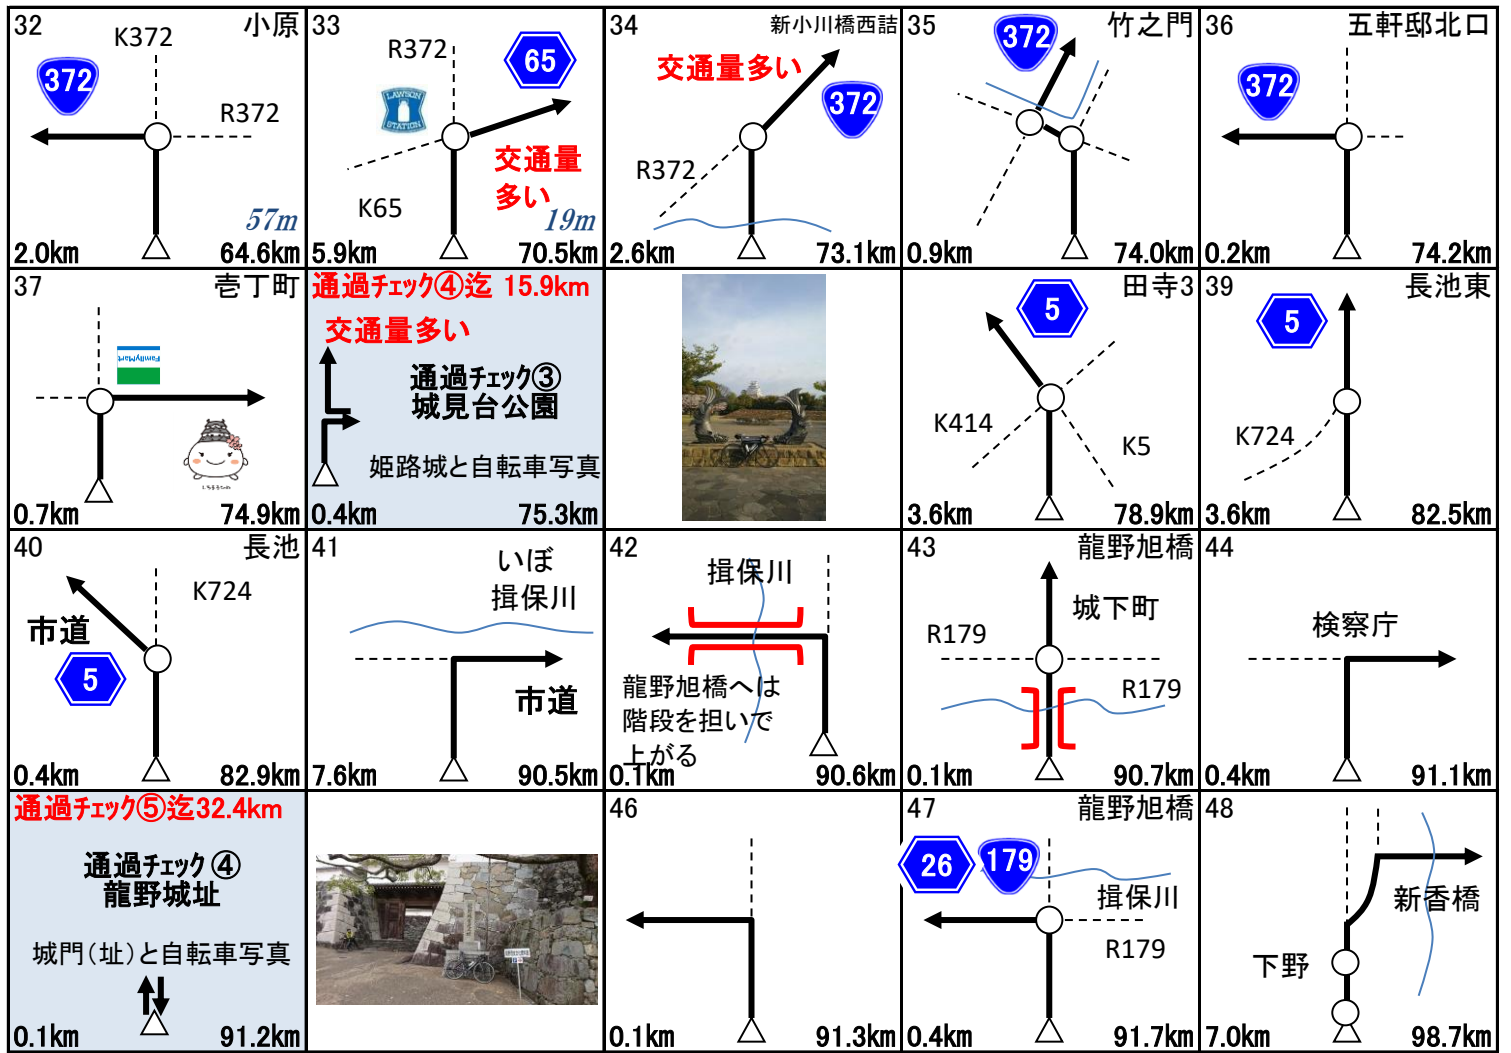 32
小原
K372
372
R372
57m
2.0km
64.6km
33
R372
65
LAWSON
STATION
交通量
多い
K65
19m
5.9km
70.5km
34
新小川橋西詰
交通量多い
372
R372
2.6km
73.1km
35
竹之門
372
0.9km
74.0km
36
五軒邸北口
372
0.2km
74.2km
37
壱丁町
FamilyMart
0.7km
74.9km
通過チェック④迄 15.9km
交通量多い
通過チェック③
城見台公園
姫路城と自転車写真
0.4km
75.3km
田寺3
5
K414
K5
3.6km
78.9km
39
長池東
5
K724
3.6km
82.5km
40
長池
K724
市道
5
0.4km
82.9km
41
いぼ
揖保川
市道
7.6km
90.5km
42
揖保川
龍野旭橋へは
階段を担いで
上がる
0.1km
90.6km
43
龍野旭橋
城下町
R179
R179
0.1km
90.7km
44
検察庁
0.4km
91.1km
通過チェック⑤迄32.4km
通過チェック④
龍野城址
城門(址)と自転車写真
0.1km
91.2km
46
0.1km
91.3km
47
龍野旭橋
26
179
揖保川
R179
0.4km
91.7km
48
新香橋
下野
7.0km
98.7km